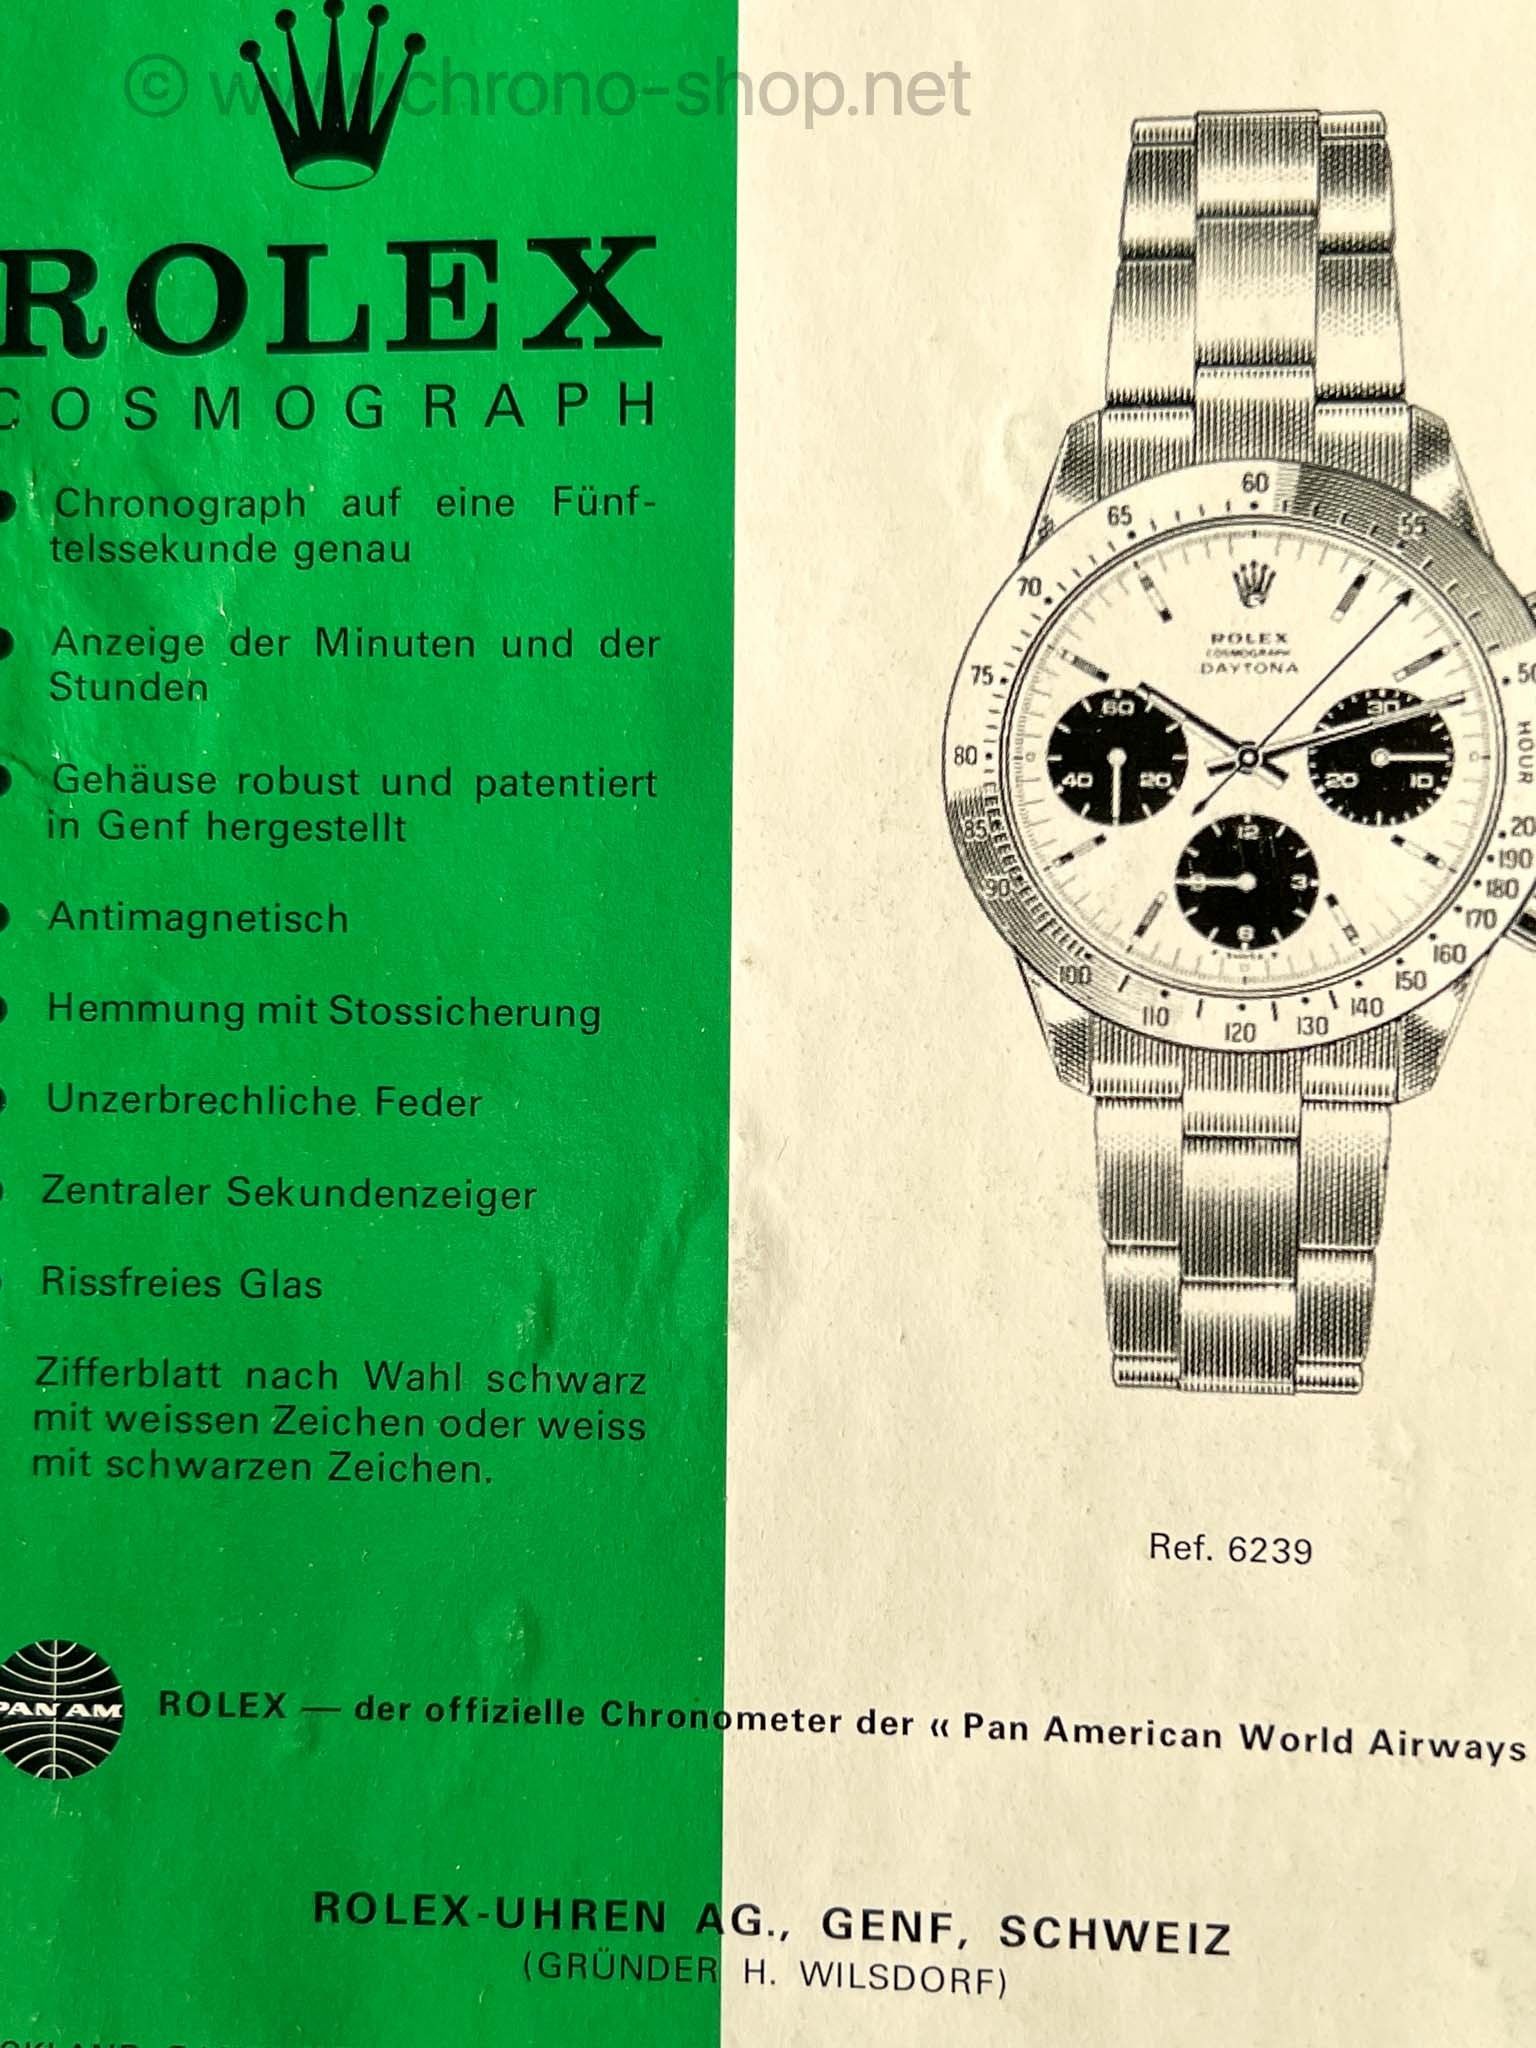 © www.chrono-shop.net
ROLEX
COSMOGRAPH
Chronograph auf eine Fünf-
telssekunde genau
Anzeige der Minuten und der
Stunden
Gehäuse robust und patentiert
in Genf hergestellt
Antimagnetisch
Hemmung mit Stossicherung
Unzerbrechliche Feder
Zentraler Sekundenzeiger
Rissfreies Glas
Zifferblatt nach Wahl schwarz
mit weissen Zeichen oder weiss
mit schwarzen Zeichen.
60
55
65
70
75
80
85
90
100
110
120
130
140
150
160
170
180
190
HOUR
ROLEX
COSMOGRAPH
DAYTONA
60
20
40
30
10
20
12
3
6
9
Ref. 6239
PAN AM
ROLEX — der offizielle Chronometer der « Pan American World Airways
ROLEX-UHREN AG., GENF, SCHWEIZ
(GRÜNDER H. WILSDORF)